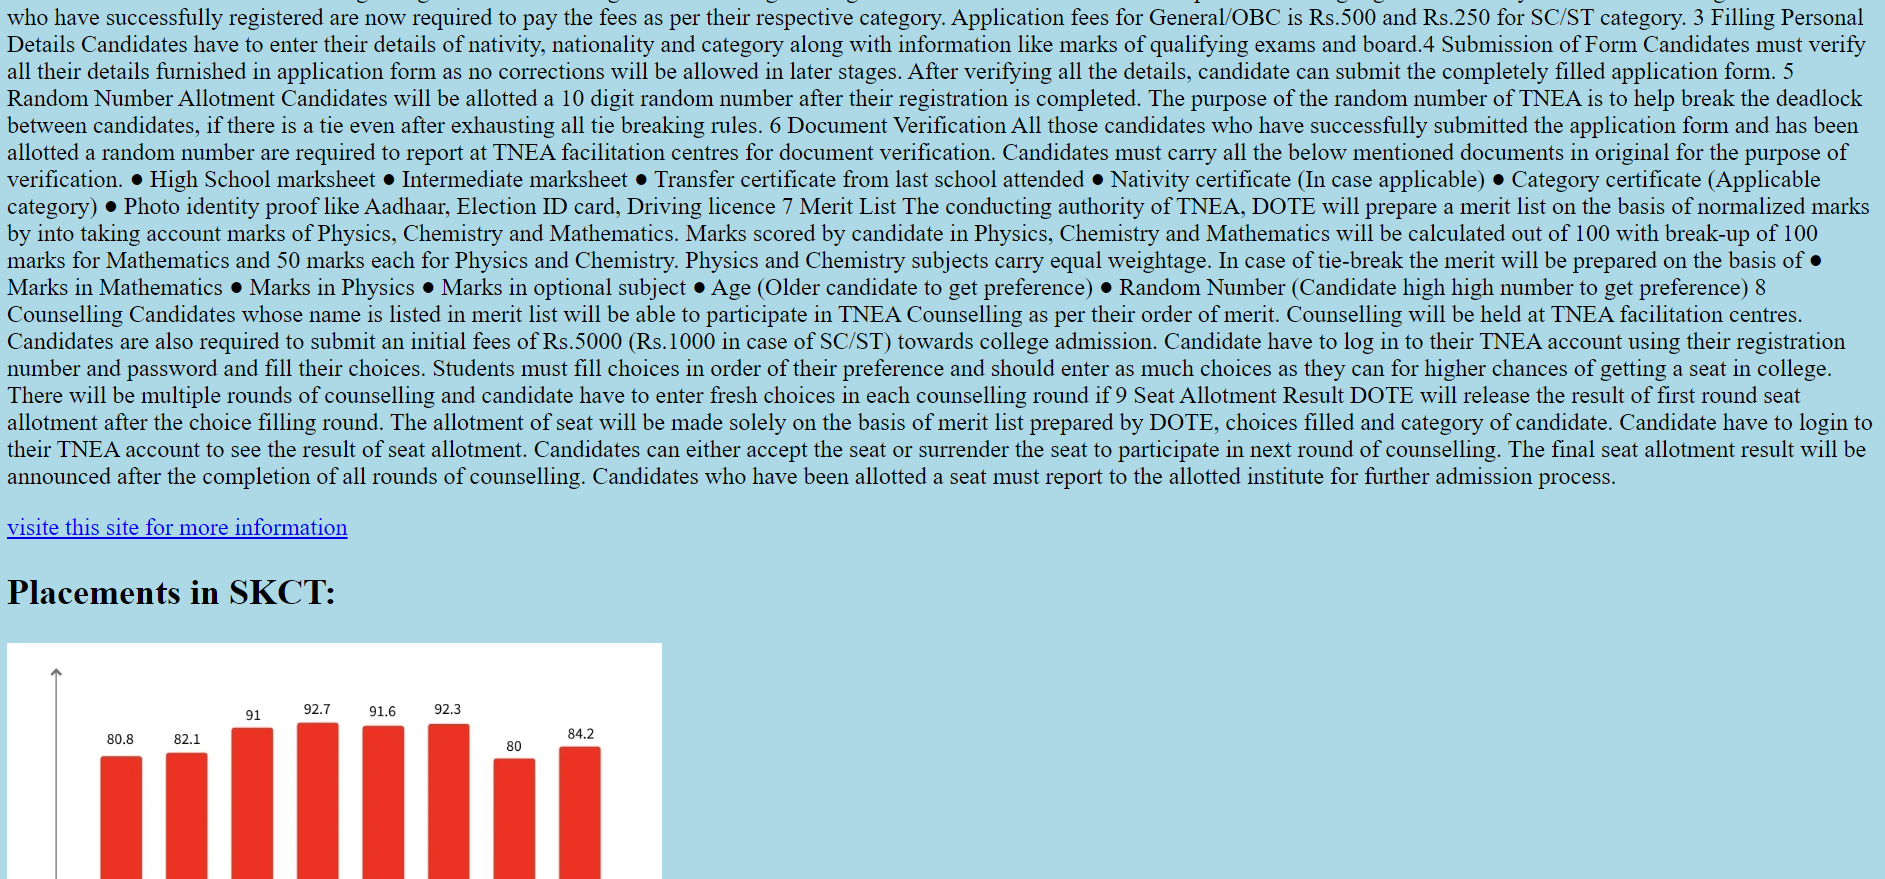 who have successfully registered are now required to pay the fees as per their respective category. Application fees for General/OBC is Rs.500 and Rs.250 for SC/ST category. 3 Filling Personal
Details Candidates have to enter their details of nativity, nationality and category along with information like marks of qualifying exams and board.4 Submission of Form Candidates must verify
all their details furnished in application form as no corrections will be allowed in later stages. After verifying all the details, candidate can submit the completely filled application form. 5
Random Number Allotment Candidates will be allotted a 10 digit random number after their registration is completed. The purpose of the random number of TNEA is to help break the deadlock
between candidates, if there is a tie even after exhausting all tie breaking rules. 6 Document Verification All those candidates who have successfully submitted the application form and has been
allotted a random number are required to report at TNEA facilitation centres for document verification. Candidates must carry all the below mentioned documents in original for the purpose of
verification. ● High School marksheet ● Intermediate marksheet ● Transfer certificate from last school attended ● Nativity certificate (In case applicable) ● Category certificate (Applicable
category) ● Photo identity proof like Aadhaar, Election ID card, Driving licence 7 Merit List The conducting authority of TNEA, DOTE will prepare a merit list on the basis of normalized marks
by into taking account marks of Physics, Chemistry and Mathematics. Marks scored by candidate in Physics, Chemistry and Mathematics will be calculated out of 100 with break-up of 100
marks for Mathematics and 50 marks each for Physics and Chemistry. Physics and Chemistry subjects carry equal weightage. In case of tie-break the merit will be prepared on the basis of ●
Marks in Mathematics ● Marks in Physics ● Marks in optional subject ● Age (Older candidate to get preference) ● Random Number (Candidate high high number to get preference) 8
Counselling Candidates whose name is listed in merit list will be able to participate in TNEA Counselling as per their order of merit. Counselling will be held at TNEA facilitation centres.
Candidates are also required to submit an initial fees of Rs.5000 (Rs.1000 in case of SC/ST) towards college admission. Candidate have to log in to their TNEA account using their registration
number and password and fill their choices. Students must fill choices in order of their preference and should enter as much choices as they can for higher chances of getting a seat in college.
There will be multiple rounds of counselling and candidate have to enter fresh choices in each counselling round if 9 Seat Allotment Result DOTE will release the result of first round seat
allotment after the choice filling round. The allotment of seat will be made solely on the basis of merit list prepared by DOTE, choices filled and category of candidate. Candidate have to login to
their TNEA account to see the result of seat allotment. Candidates can either accept the seat or surrender the seat to participate in next round of counselling. The final seat allotment result will be
announced after the completion of all rounds of counselling. Candidates who have been allotted a seat must report to the allotted institute for further admission process.
visite this site for more information
Placements in SKCT:
80.8 82.1 91 92.7 91.6 92.3 80 84.2